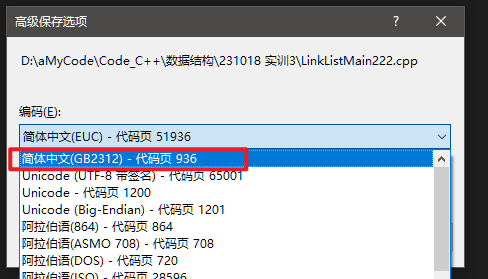 高级保存选项
D:\aMyCode\Code_C++\数据结构\231018 实训3\LinkListMain222.cpp
编码(E):
简体中文(EUC) - 代码页 51936
简体中文(GB2312) - 代码页 936
Unicode (UTF-8 带签名) - 代码页 65001
Unicode - 代码页 1200
Unicode (Big-Endian) - 代码页 1201
阿拉伯语(864) - 代码页 864
阿拉伯语(ASMO 708) - 代码页 708
阿拉伯语(DOS) - 代码页 720
阿拉伯语(ISO) - 代码页 28596